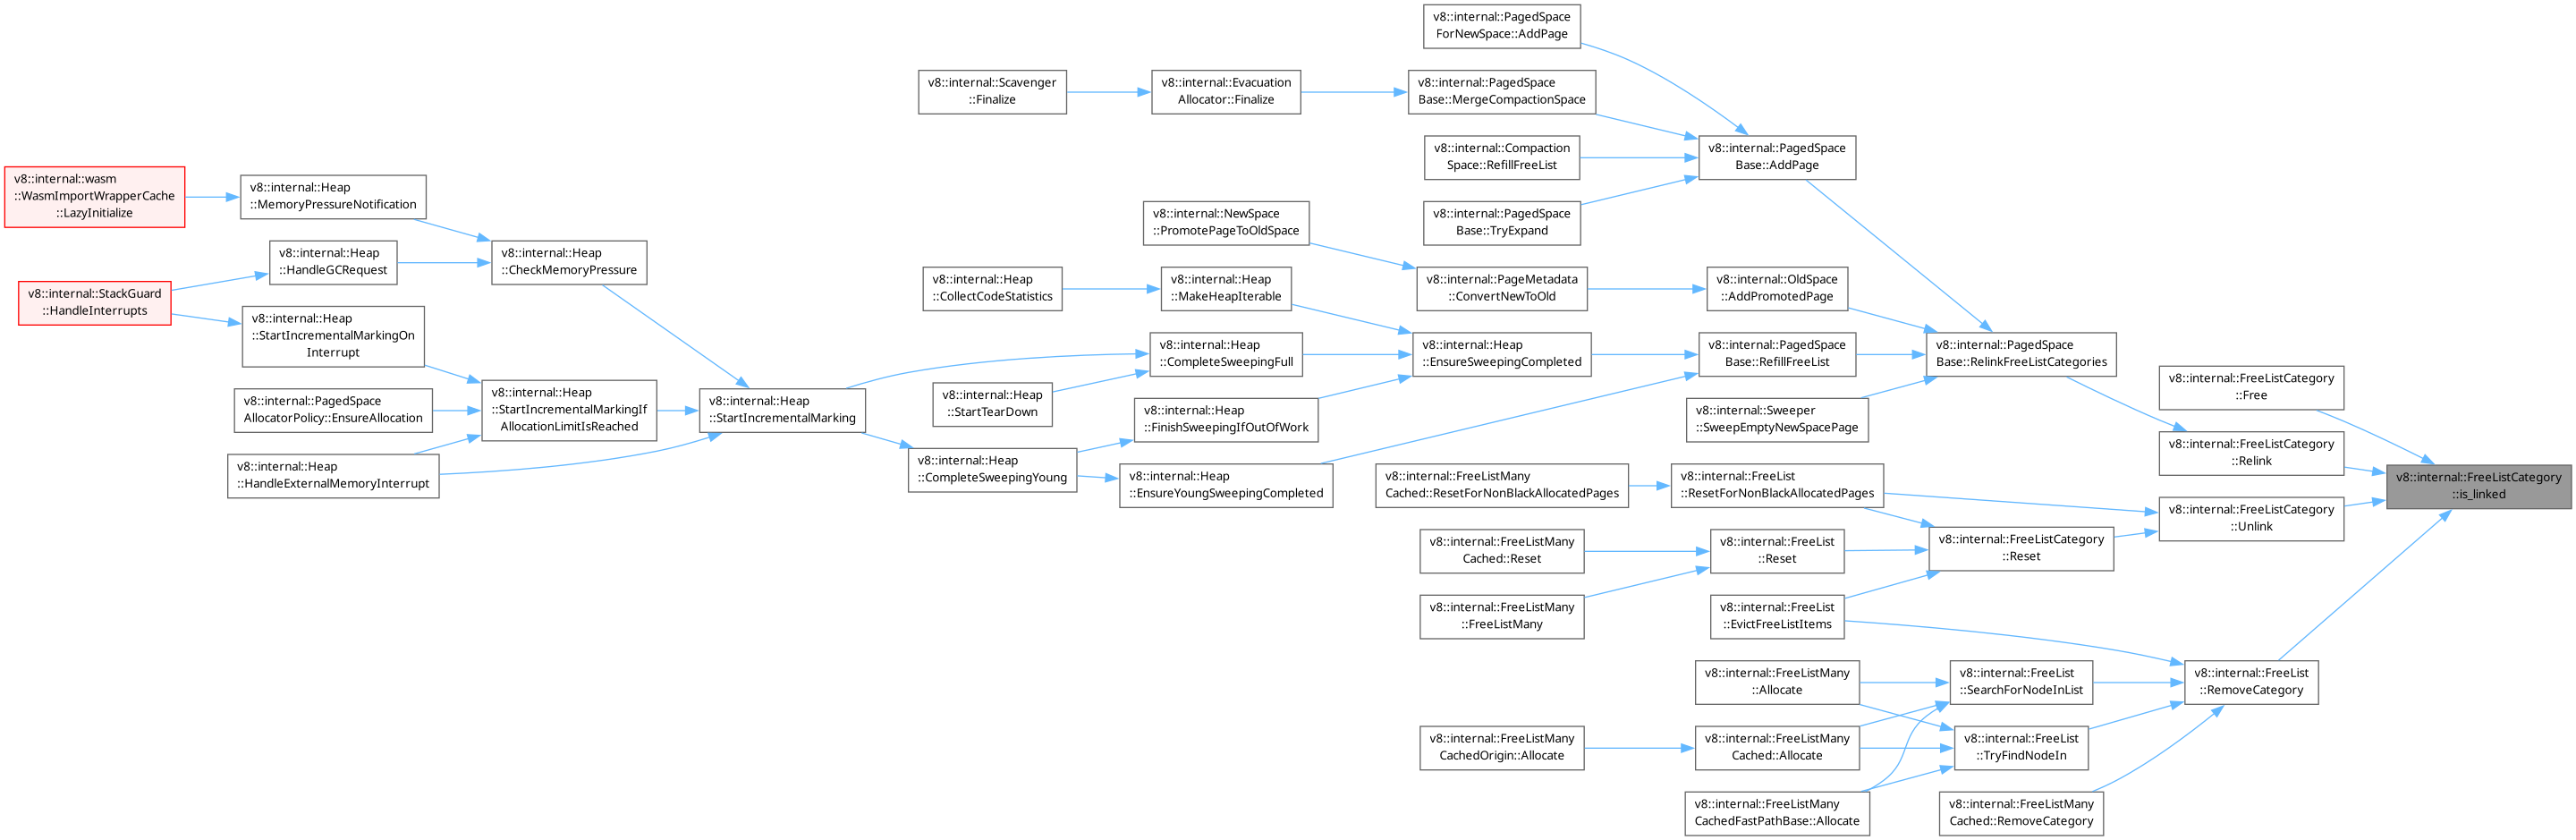 v8::internal::PagedSpace
ForNewSpace::AddPage
v8::internal::Scavenger
::Finalize
v8::internal::Evacuation
Allocator::Finalize
v8::internal::PagedSpace
Base::MergeCompactionSpace
v8::internal::Compaction
Space::RefillFreeList
v8::internal::PagedSpace
Base::AddPage
v8::internal::wasm
::WasmImportWrapperCache
::LazyInitialize
v8::internal::Heap
::MemoryPressureNotification
v8::internal::NewSpace
::PromotePageToOldSpace
v8::internal::PagedSpace
Base::TryExpand
v8::internal::Heap
::HandleGCRequest
v8::internal::Heap
::CheckMemoryPressure
v8::internal::Heap
::CollectCodeStatistics
v8::internal::Heap
::MakeHeapIterable
v8::internal::PageMetadata
::ConvertNewToOld
v8::internal::OldSpace
::AddPromotedPage
v8::internal::StackGuard
::HandleInterrupts
v8::internal::Heap
::StartIncrementalMarkingOn
Interrupt
v8::internal::Heap
::CompleteSweepingFull
v8::internal::Heap
::EnsureSweepingCompleted
v8::internal::PagedSpace
Base::RefillFreeList
v8::internal::PagedSpace
Base::RelinkFreeListCategories
v8::internal::PagedSpace
AllocatorPolicy::EnsureAllocation
v8::internal::Heap
::StartIncrementalMarkingIf
AllocationLimitIsReached
v8::internal::Heap
::StartIncrementalMarking
v8::internal::Heap
::StartTearDown
v8::internal::Heap
::FinishSweepingIfOutOfWork
v8::internal::Sweeper
::SweepEmptyNewSpacePage
v8::internal::FreeListCategory
::Free
v8::internal::FreeListCategory
::Relink
v8::internal::Heap
::HandleExternalMemoryInterrupt
v8::internal::Heap
::CompleteSweepingYoung
v8::internal::Heap
::EnsureYoungSweepingCompleted
v8::internal::FreeListMany
Cached::ResetForNonBlackAllocatedPages
v8::internal::FreeList
::ResetForNonBlackAllocatedPages
v8::internal::FreeListCategory
::is_linked
v8::internal::FreeListCategory
::Unlink
v8::internal::FreeListMany
Cached::Reset
v8::internal::FreeList
::Reset
v8::internal::FreeListCategory
::Reset
v8::internal::FreeListMany
::FreeListMany
v8::internal::FreeList
::EvictFreeListItems
v8::internal::FreeListMany
::Allocate
v8::internal::FreeList
::SearchForNodeInList
v8::internal::FreeList
::RemoveCategory
v8::internal::FreeListMany
CachedOrigin::Allocate
v8::internal::FreeListMany
Cached::Allocate
v8::internal::FreeList
::TryFindNodeIn
v8::internal::FreeListMany
CachedFastPathBase::Allocate
v8::internal::FreeListMany
Cached::RemoveCategory